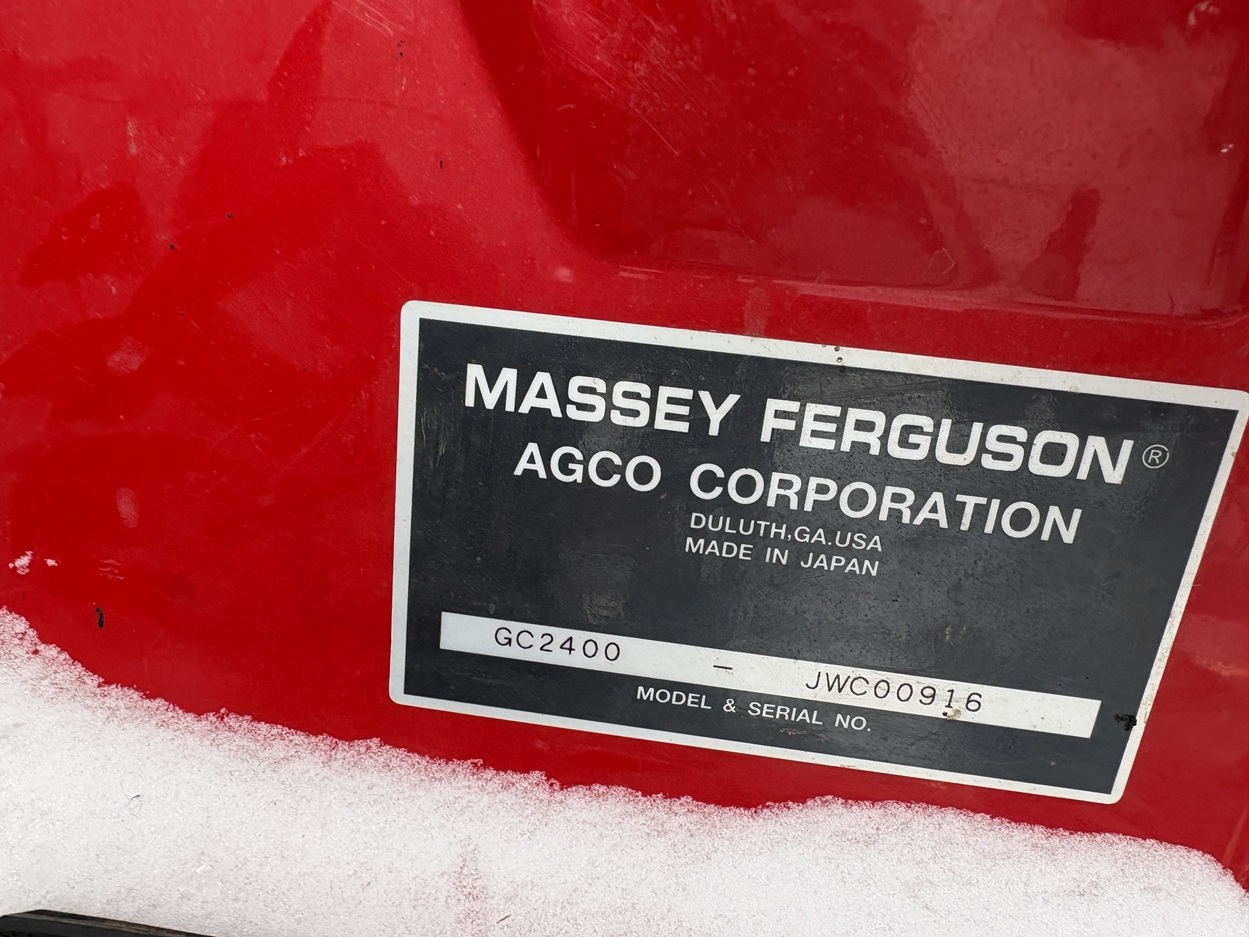 MASSEY FERGUSON®
AGCO CORPORATION
DULUTH,GA.USA
MADE IN JAPAN
GC2400 – JWC00916
MODEL & SERIAL NO.